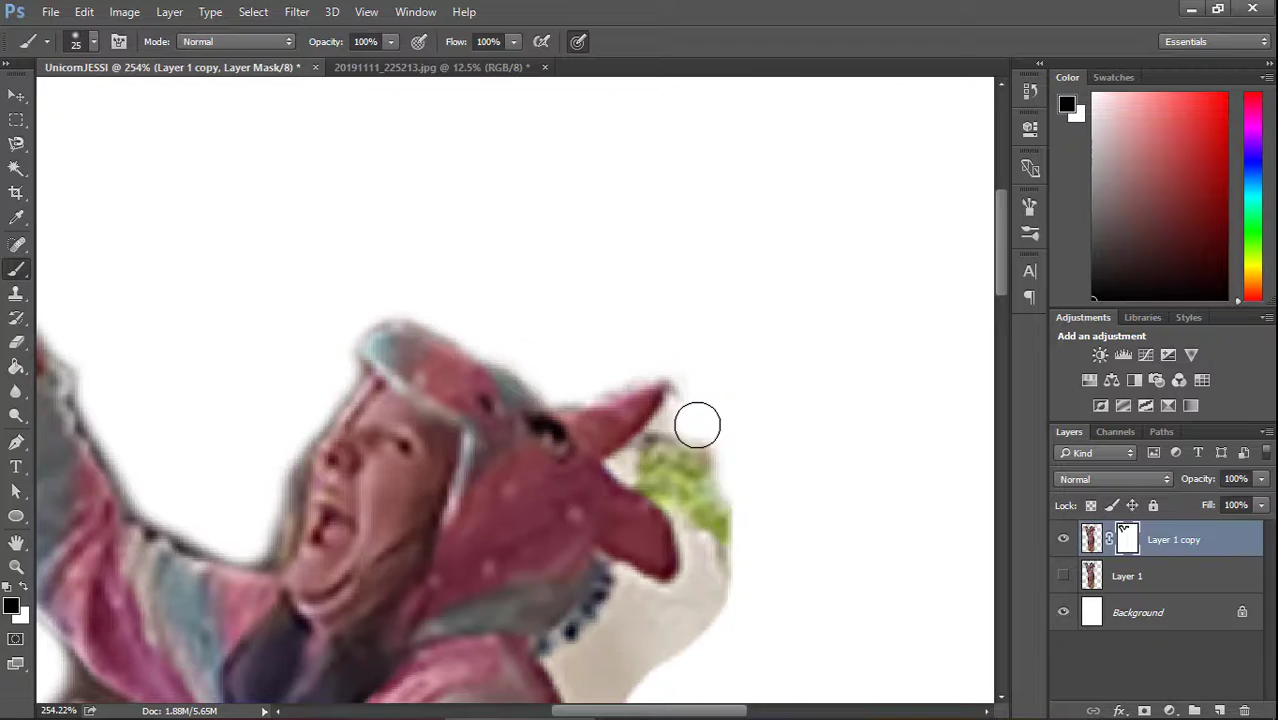 Ps File Edit Image Layer Type Select Filter 3D View Window Help
25 Mode: Normal Opacity: 100% Flow: 100% Essentials
UnicornJESSI @ 254% (Layer 1 copy, Layer Mask/8) * × 20191111_225213.jpg @ 12.5% (RGB/8) * ×
Color Swatches
Adjustments Libraries Styles
Add an adjustment
Layers Channels Paths
Kind
Normal Opacity: 100%
Lock: Fill: 100%
Layer 1 copy
Layer 1
Background
254.22% Doc: 1.88M/5.65M